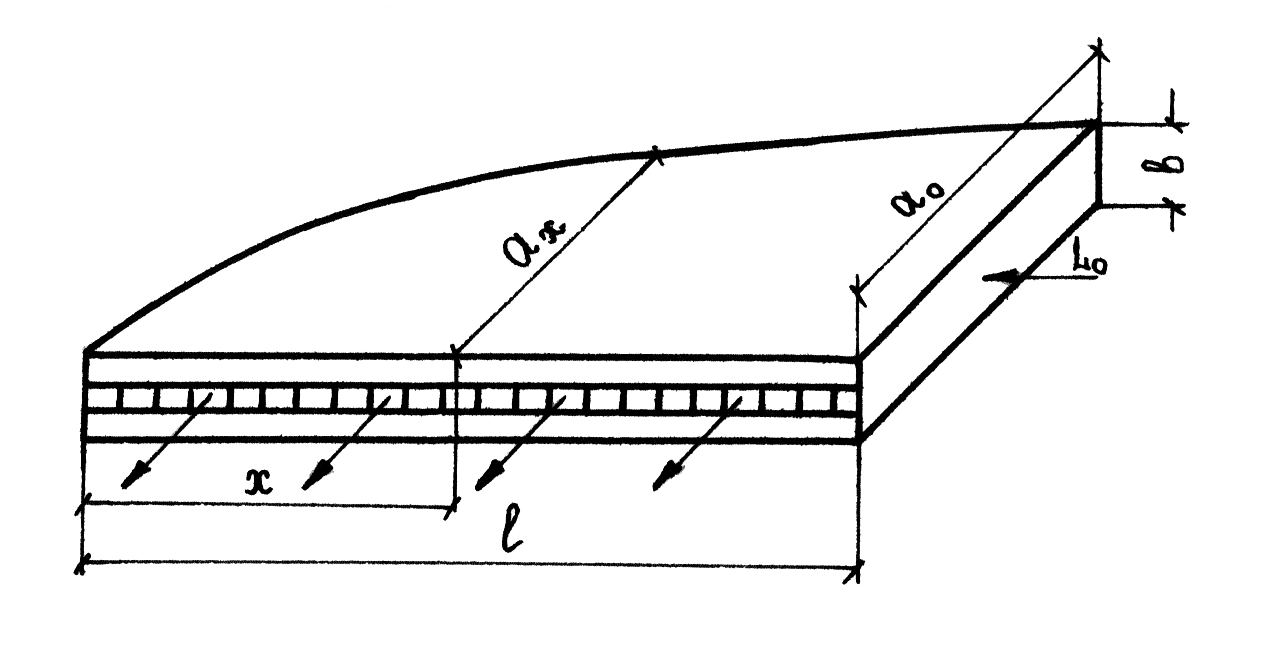 a₀
в
aₓ
L₀
x
l